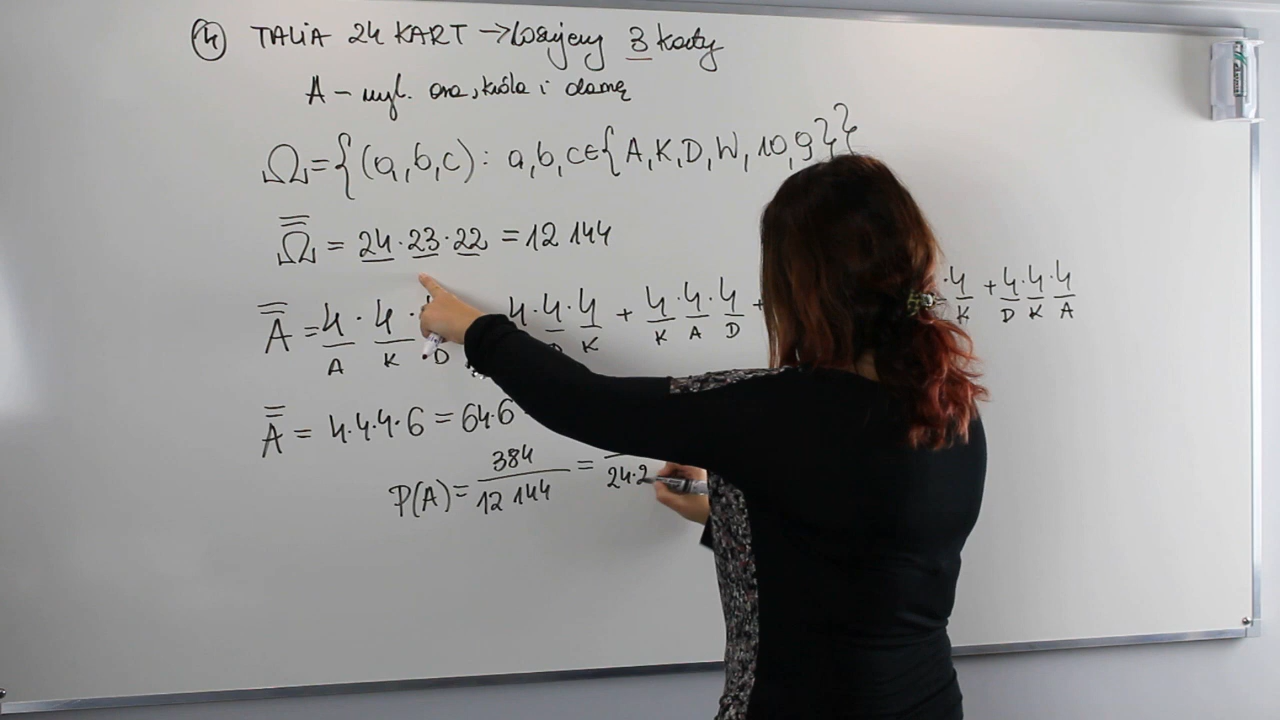 ④ TALIA 24 KART → losujemy 3 karty
A - wyl. asa, króla i damę
Ω = {(a,b,c): a,b,c ∈ {A,K,D,W,10,9}}
Ω̿ = 24·23·22 = 12 144
A̿ = 4/A · 4/K · /D 4·4/D·4/K + 4/K·4/A·4/D + ·4/K + 4/D·4/K·4/A
A̿ = 4·4·4·6 = 64·6
P(A) = 384/12 144 = /24·2